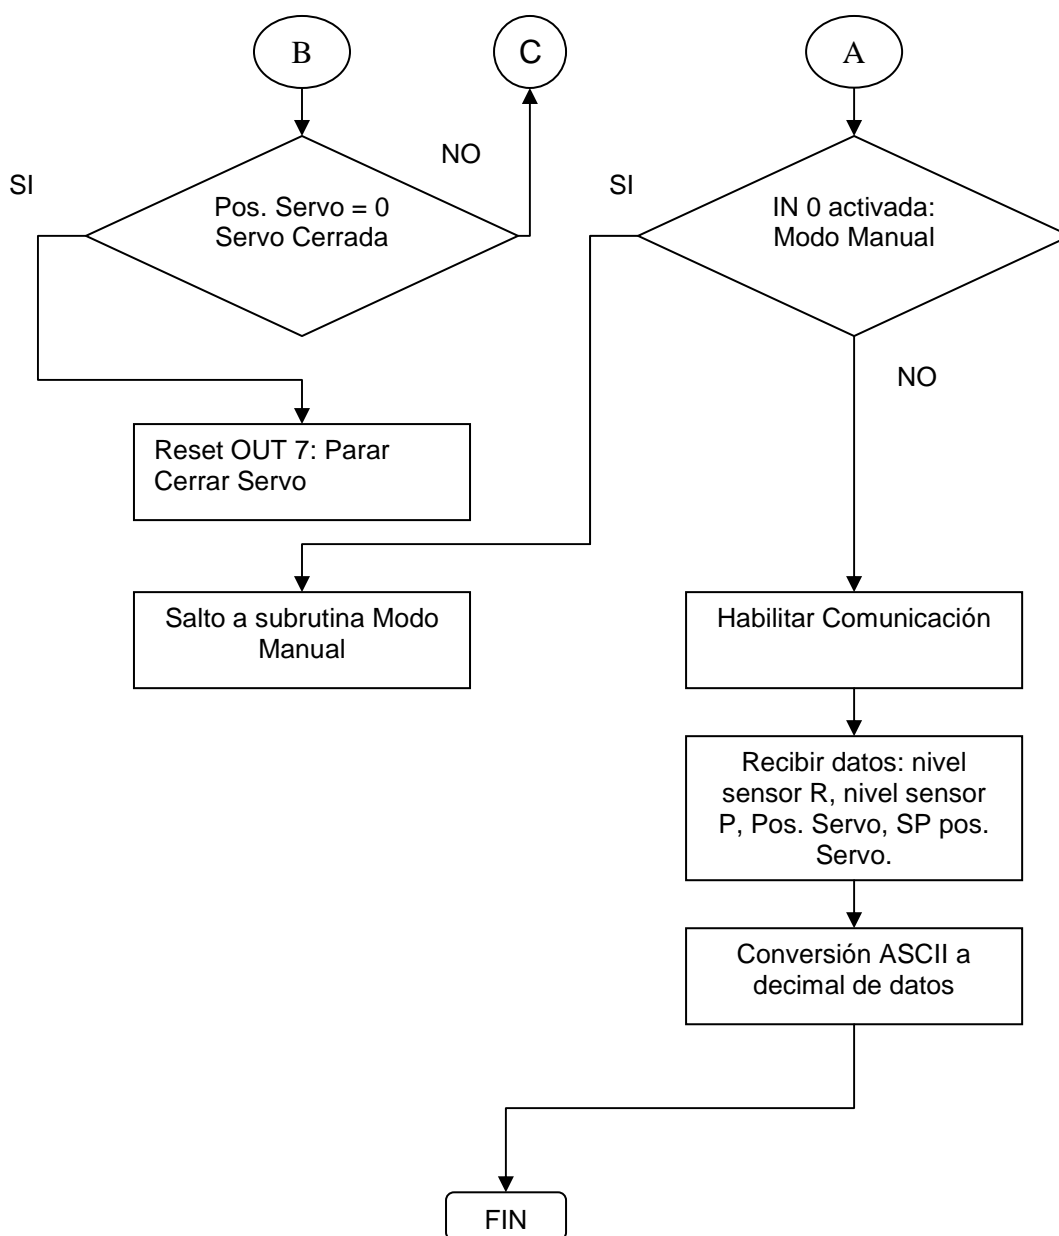 B
C
A
NO
SI
SI
Pos. Servo = 0
Servo Cerrada
IN 0 activada:
Modo Manual
NO
Reset OUT 7: Parar
Cerrar Servo
Salto a subrutina Modo
Manual
Habilitar Comunicación
Recibir datos: nivel
sensor R, nivel sensor
P, Pos. Servo, SP pos.
Servo.
Conversión ASCII a
decimal de datos
FIN